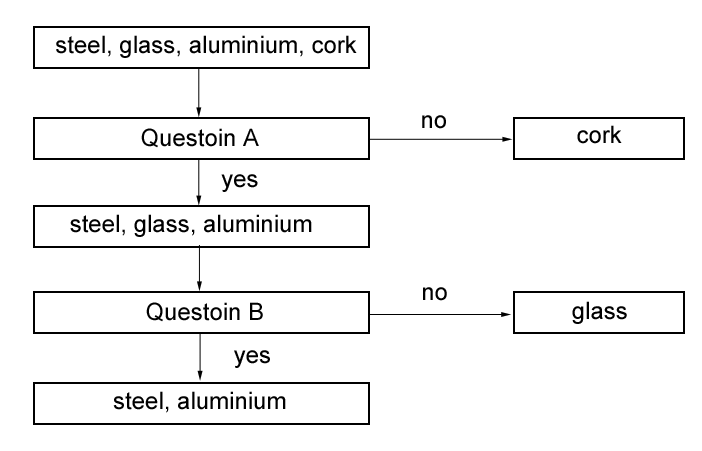 steel, glass, aluminium, cork
Questoin A
no
cork
yes
steel, glass, aluminium
Questoin B
no
glass
yes
steel, aluminium